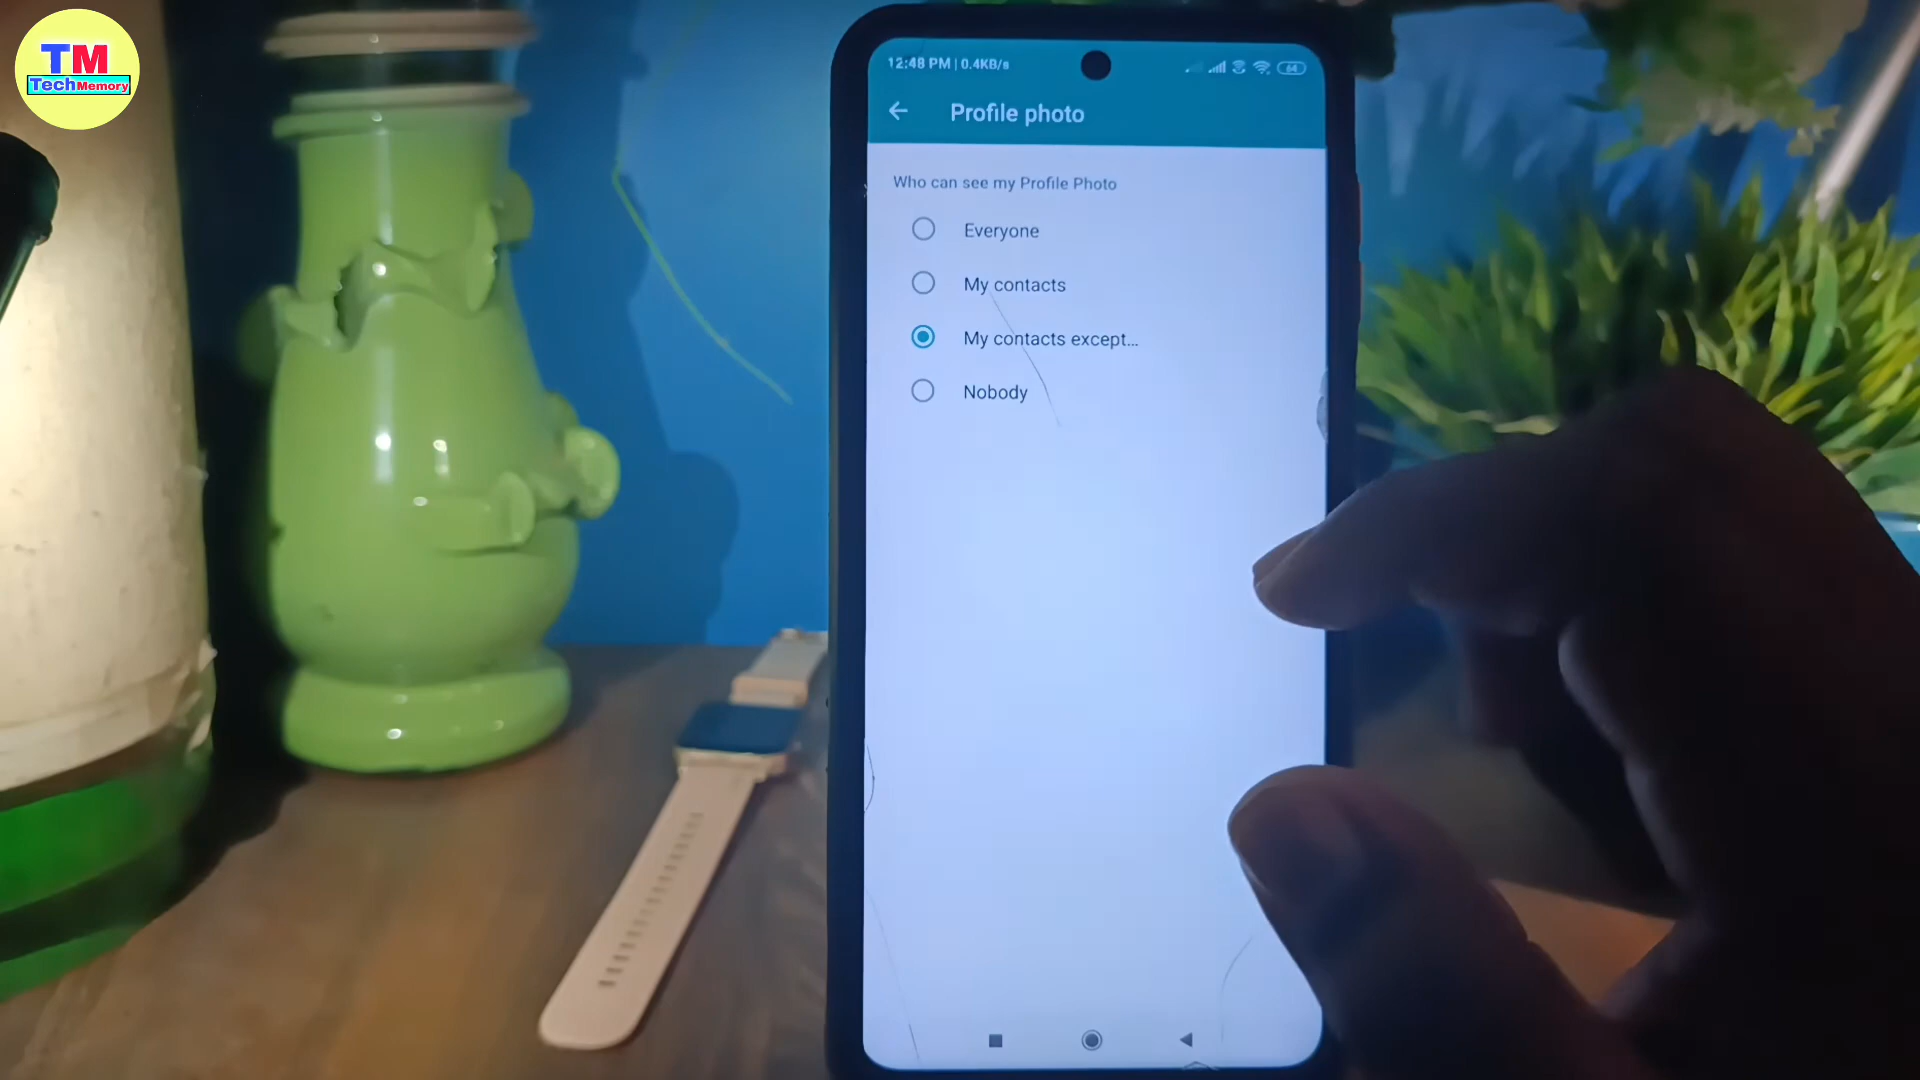 TM
TechMemory
12:48 PM | 0.4KB/s
64
Profile photo
Who can see my Profile Photo
Everyone
My contacts
My contacts except...
Nobody